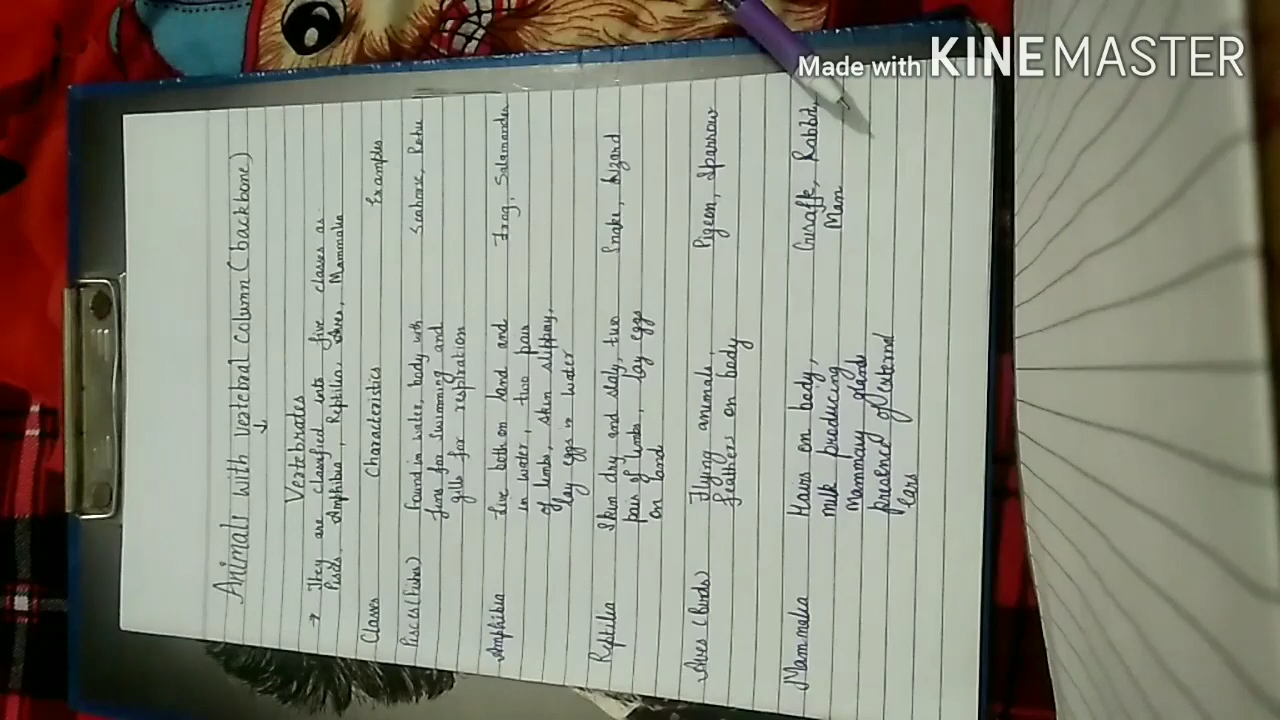 Made with KINEMASTER
Animals with Vertebral Column (backbone)
↓
Vertebrates
→ They are classified into five classes as.
Pisces, Amphibia, Reptilia, Aves, Mammalia
Classes Characteristics Examples
Pisces (Fishes) Found in water, body with Seahorse, Rohu
fins for swimming and
gills for respiration
Amphibia Live both on land and Frog, Salamander
in water, two pair
of limbs, skin slippay,
lay eggs in water
Reptilia Skin dry and scaly, two Snake, Lizard
pair of limbs, lay eggs
on land
Aves (Birds) Flying animals, Pigeon, Sparrow
feathers on body
Mammalia Hairs on body, Giraffe, Rabbit,
milk producing Man
mammary glands
presence of external
ears